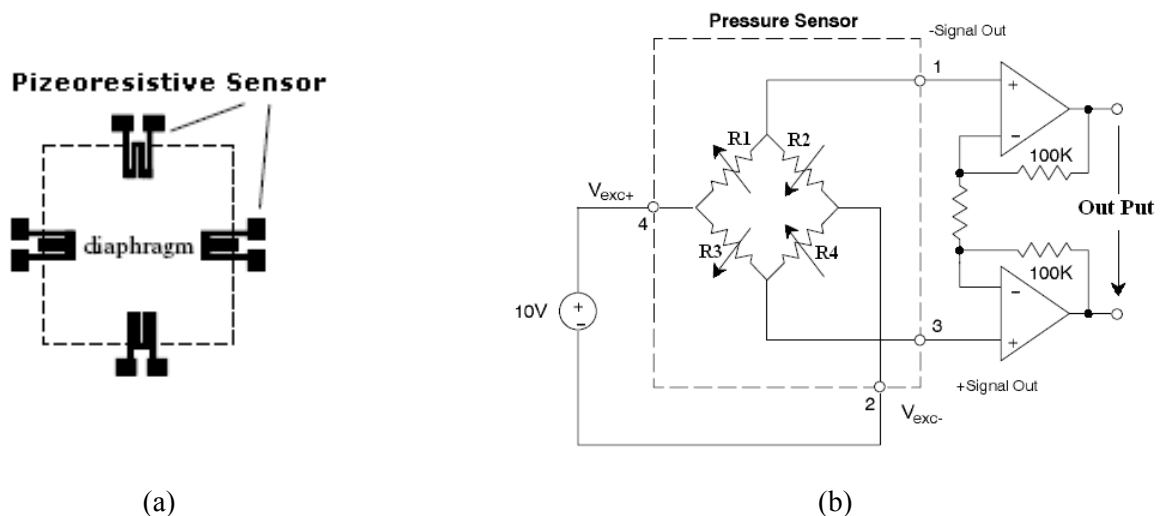 Pizeoresistive Sensor
diaphragm
(a)
Pressure Sensor
-Signal Out
1
R1
R2
100K
Vexc+
4
Out Put
R3
R4
100K
10V
3
+Signal Out
2
Vexc-
(b)